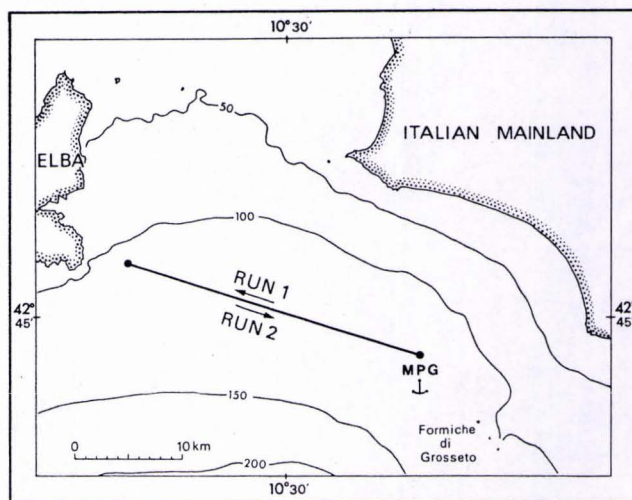 10°30'
50
ITALIAN MAINLAND
ELBA
100
RUN 1
42°
45'
42°
45'
RUN 2
MPG
150
Formiche
di
Grosseto
0 10 km
200
10°30'